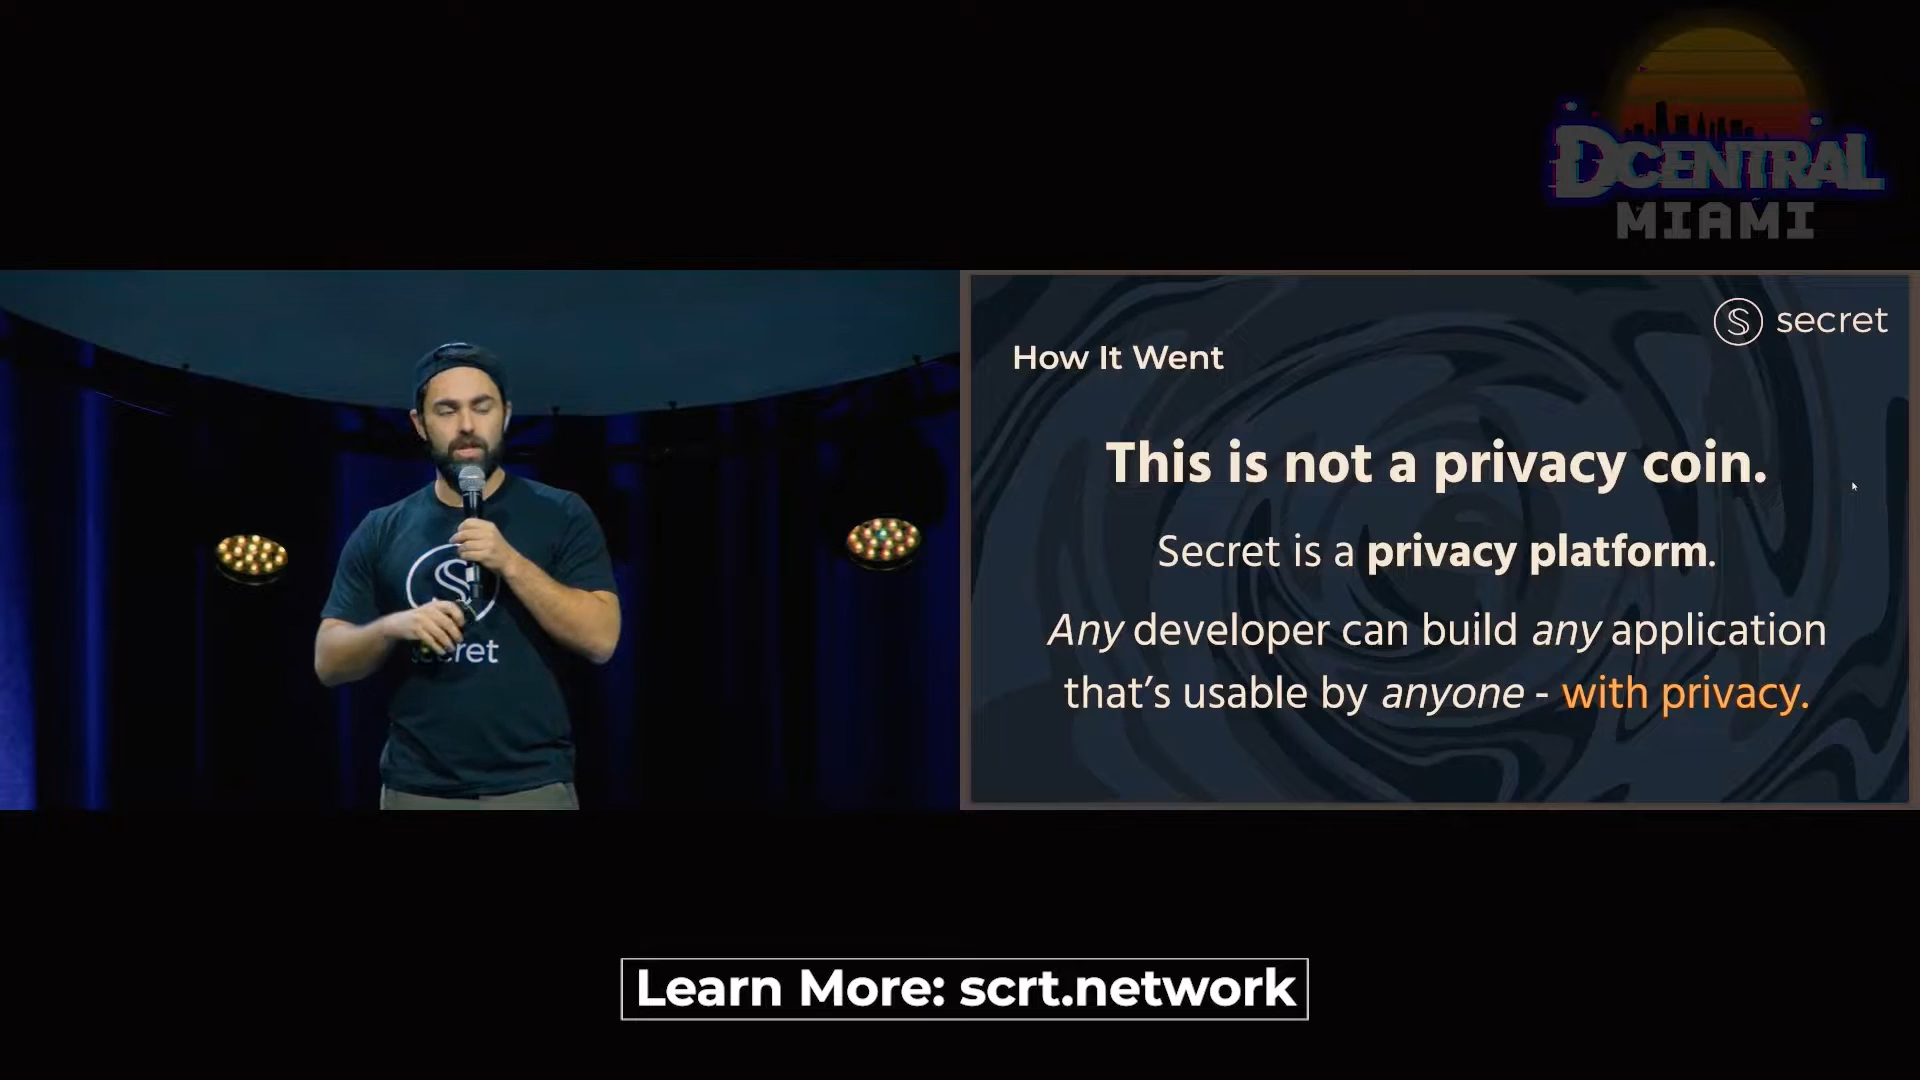 DCENTRAL
MIAMI
secret
How It Went
This is not a privacy coin.
Secret is a privacy platform.
Any developer can build any application
that’s usable by anyone - with privacy.
secret
Learn More: scrt.network